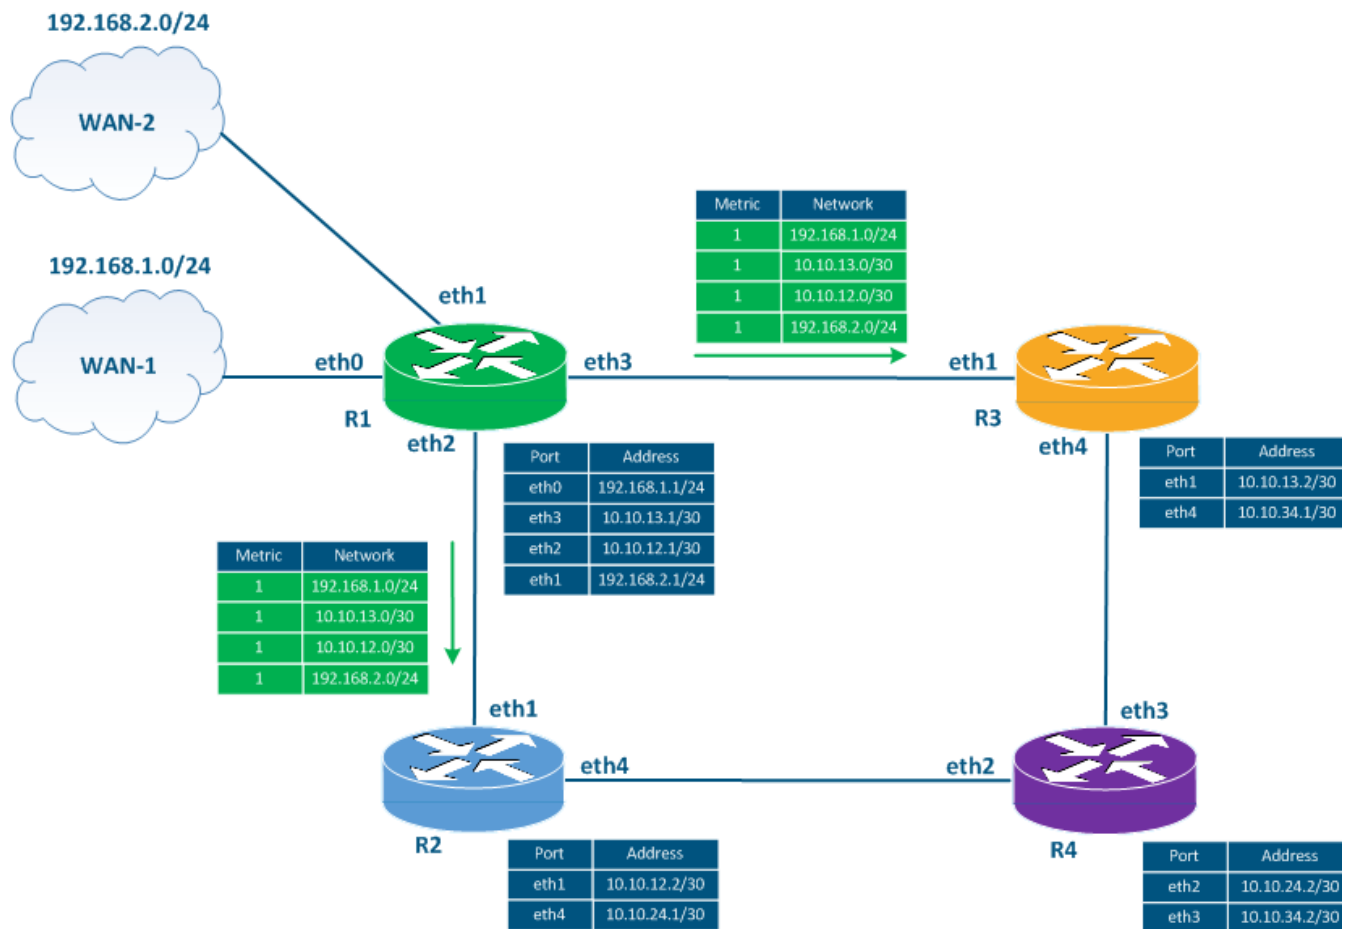 192.168.2.0/24
WAN-2
192.168.1.0/24
WAN-1
eth1
eth0
eth3
R1
eth2
Metric Network
1 192.168.1.0/24
1 10.10.13.0/30
1 10.10.12.0/30
1 192.168.2.0/24
eth1
R3
eth4
Port Address
eth0 192.168.1.1/24
eth3 10.10.13.1/30
eth2 10.10.12.1/30
eth1 192.168.2.1/24
Port Address
eth1 10.10.13.2/30
eth4 10.10.34.1/30
Metric Network
1 192.168.1.0/24
1 10.10.13.0/30
1 10.10.12.0/30
1 192.168.2.0/24
eth1
eth4
R2
eth2
eth3
R4
Port Address
eth1 10.10.12.2/30
eth4 10.10.24.1/30
Port Address
eth2 10.10.24.2/30
eth3 10.10.34.2/30